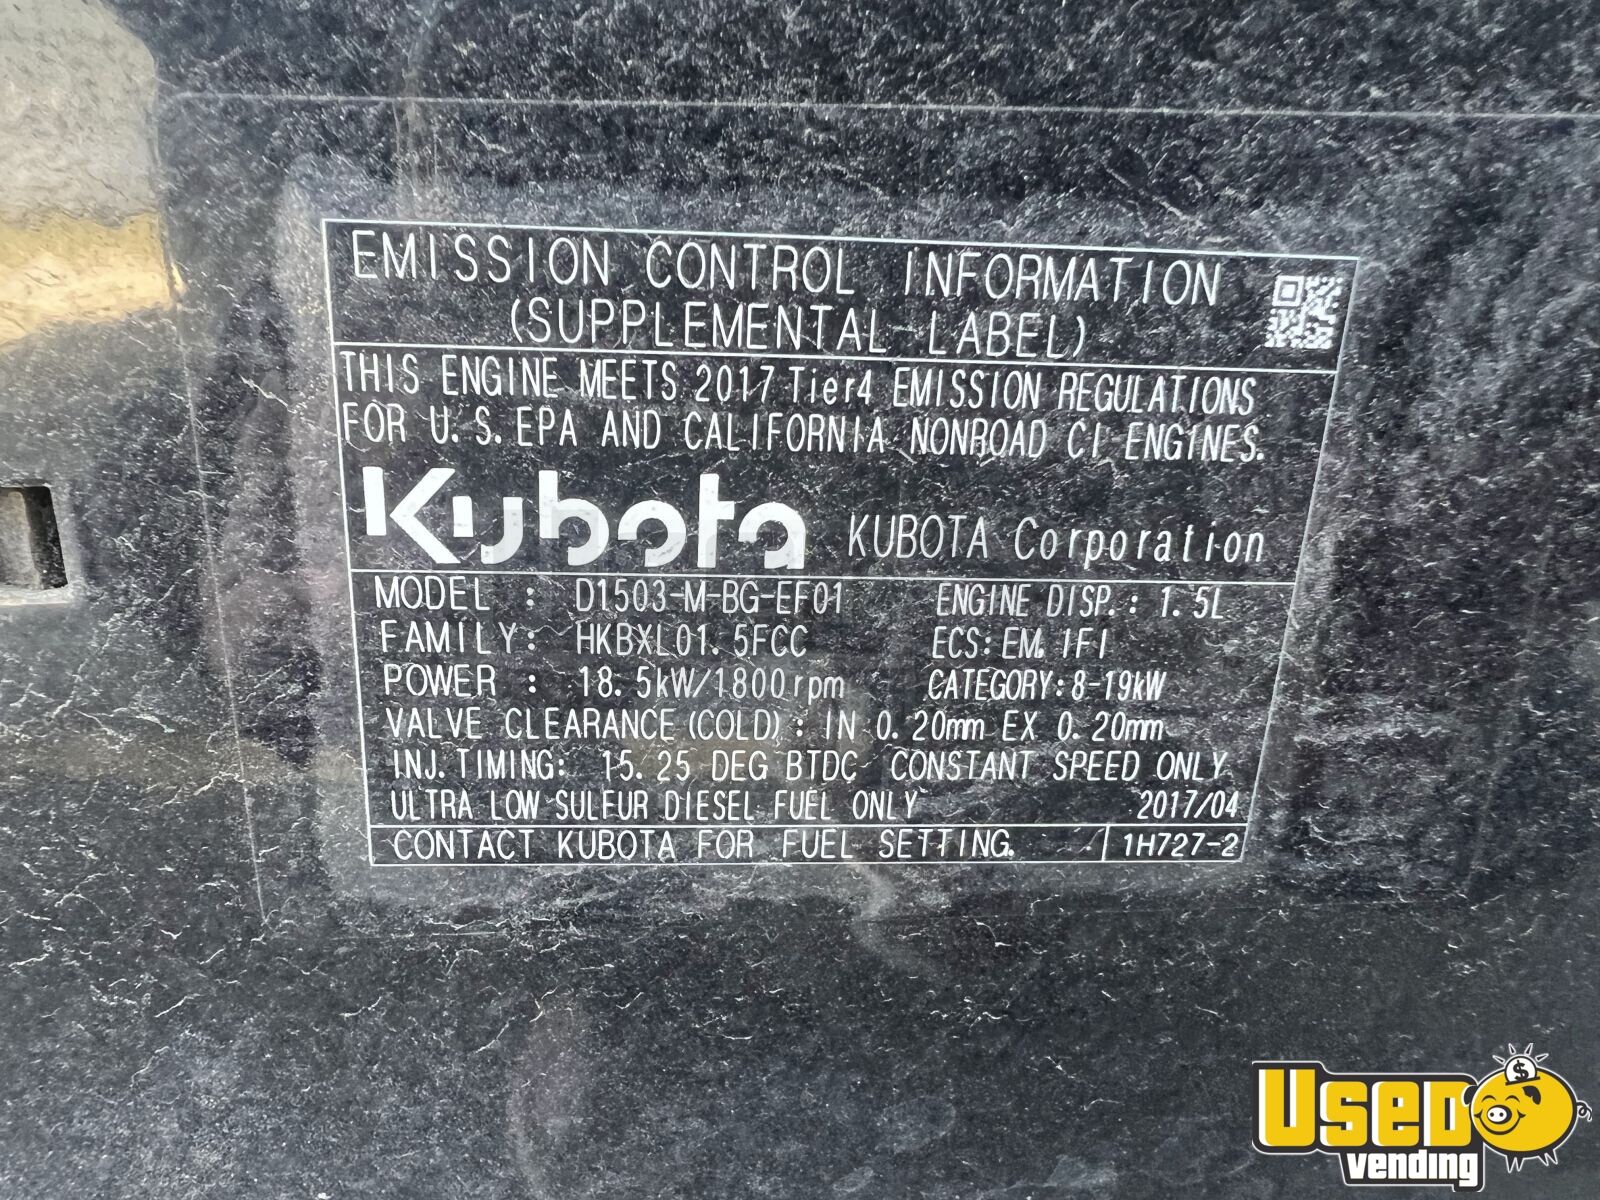 EMISSION CONTROL INFORMATION
(SUPPLEMENTAL LABEL)
THIS ENGINE MEETS 2017 Tier4 EMISSION REGULATIONS
FOR U.S.EPA AND CALIFORNIA NONROAD CI ENGINES.
Kubota KUBOTA Corporation
MODEL : D1503-M-BG-EF01 ENGINE DISP.: 1.5L
FAMILY: HKBXL01.5FCC ECS: EM, IFI
POWER : 18.5kW/1800rpm CATEGORY:8-19kW
VALVE CLEARANCE(COLD): IN 0.20mm EX 0.20mm
INJ.TIMING: 15.25 DEG BTDC CONSTANT SPEED ONLY
ULTRA LOW SULFUR DIESEL FUEL ONLY 2017/04
CONTACT KUBOTA FOR FUEL SETTING. 1H727-2
USED
vending
$